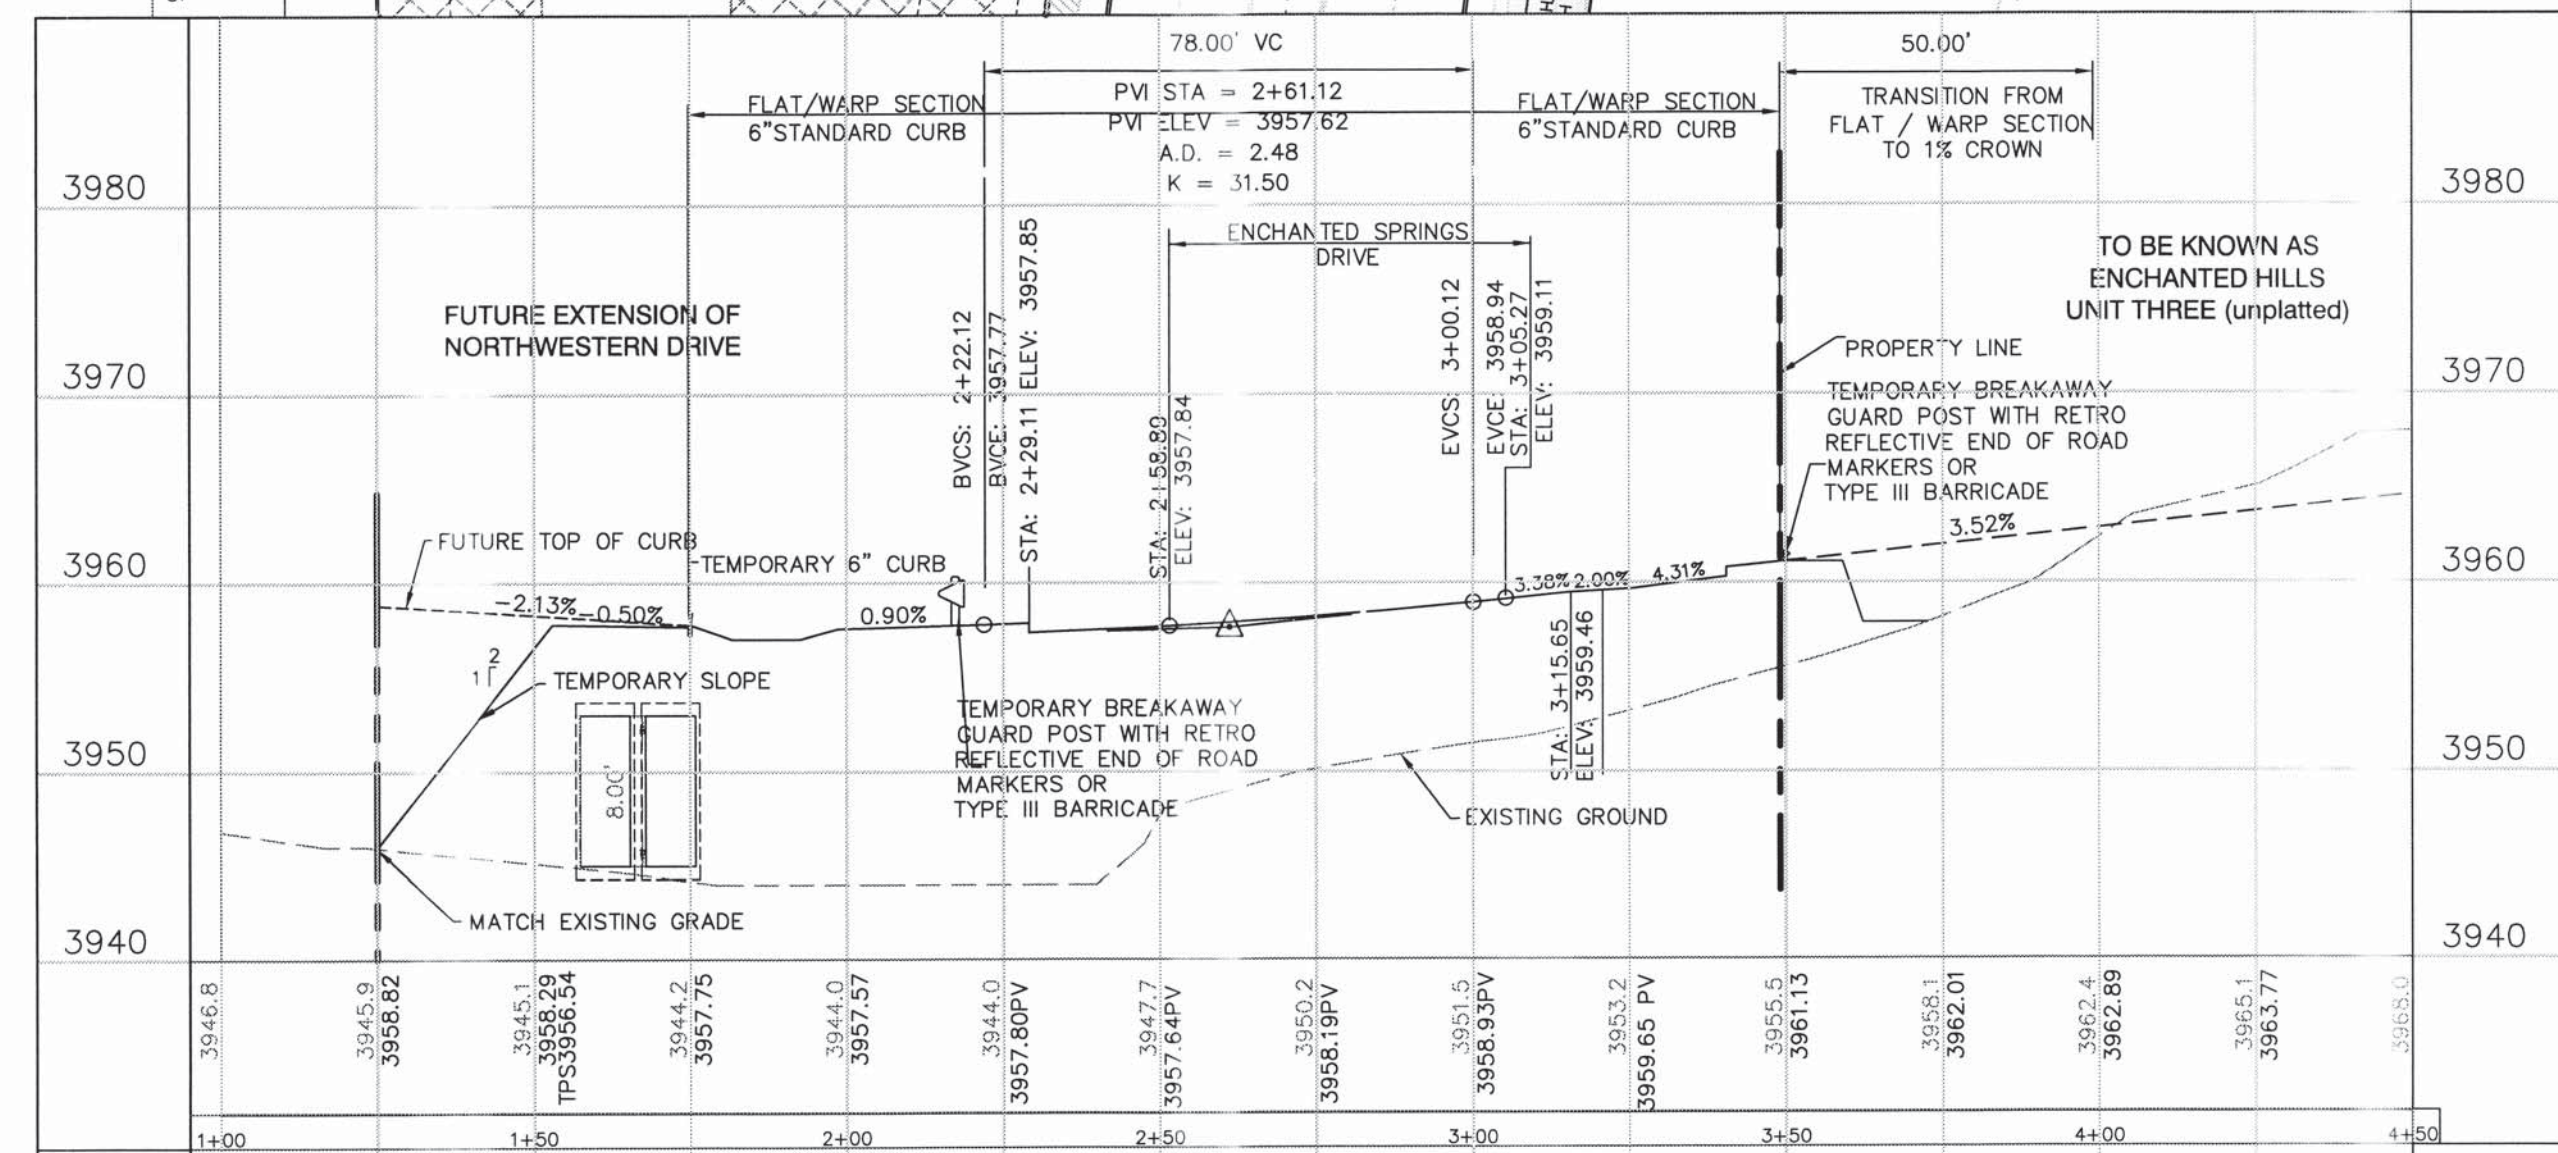 78.00' VC
50.00'
PVI STA = 2+61.12
PVI ELEV = 3957.62
A.D. = 2.48
K = 31.50
FLAT/WARP SECTION
6"STANDARD CURB
FLAT/WARP SECTION
6"STANDARD CURB
TRANSITION FROM
FLAT / WARP SECTION
TO 1% CROWN
3980
3980
ENCHANTED SPRINGS
DRIVE
TO BE KNOWN AS
ENCHANTED HILLS
UNIT THREE (unplatted)
FUTURE EXTENSION OF
NORTHWESTERN DRIVE
BVCS: 2+22.12
BVCE: 3957.77
STA: 2+29.11 ELEV: 3957.85
STA: 2+58.89
ELEV: 3957.84
EVCS: 3+00.12
EVCE: 3958.94
STA: 3+05.27
ELEV: 3959.11
PROPERTY LINE
3970
3970
TEMPORARY BREAKAWAY
GUARD POST WITH RETRO
REFLECTIVE END OF ROAD
MARKERS OR
TYPE III BARRICADE
FUTURE TOP OF CURB
TEMPORARY 6" CURB
3960
3960
-2.13%
-0.50%
0.90%
3.38%
2.00%
4.31%
3.52%
2
1
TEMPORARY SLOPE
8.00'
TEMPORARY BREAKAWAY
GUARD POST WITH RETRO
REFLECTIVE END OF ROAD
MARKERS OR
TYPE III BARRICADE
STA: 3+15.65
ELEV: 3959.46
3950
3950
EXISTING GROUND
MATCH EXISTING GRADE
3940
3940
3946.8
3945.9
3958.82
3945.1
3958.29
TPS3956.54
3944.2
3957.75
3944.0
3957.57
3944.0
3957.80PV
3947.7
3957.64PV
3950.2
3958.19PV
3951.5
3958.93PV
3953.2
3959.65 PV
3955.5
3961.13
3958.1
3962.01
3962.4
3962.89
3965.1
3963.77
3968.0
1+00
1+50
2+00
2+50
3+00
3+50
4+00
4+50